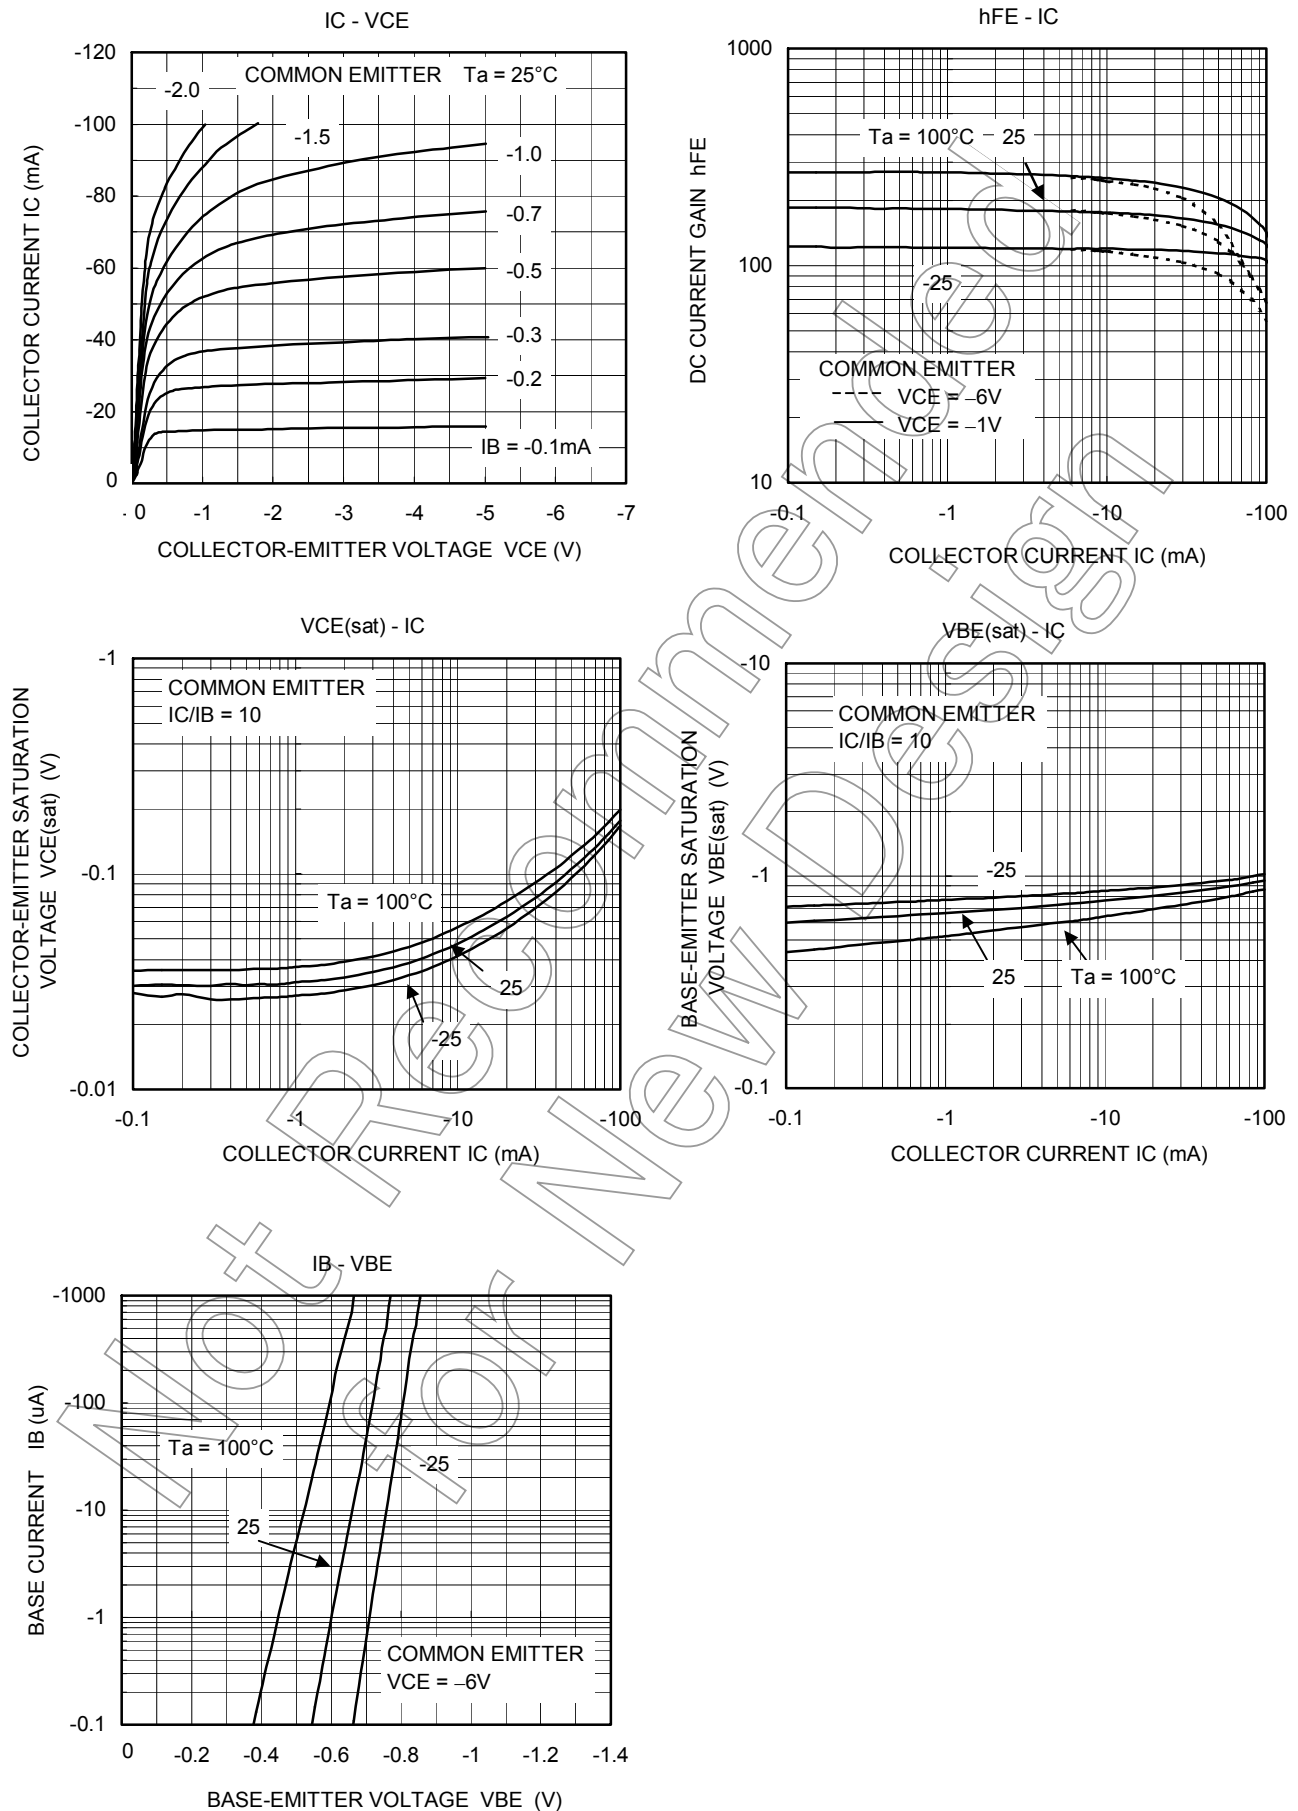 IC - VCE
COLLECTOR CURRENT IC (mA)
-120
-100
-80
-60
-40
-20
0
COMMON EMITTER Ta = 25°C
-2.0
-1.5
-1.0
-0.7
-0.5
-0.3
-0.2
IB = -0.1mA
0 -1 -2 -3 -4 -5 -6 -7
COLLECTOR-EMITTER VOLTAGE VCE (V)
hFE - IC
DC CURRENT GAIN hFE
1000
100
10
Ta = 100°C 25
-25
COMMON EMITTER
VCE = −6V
VCE = −1V
-0.1 -1 -10 -100
COLLECTOR CURRENT IC (mA)
VCE(sat) - IC
COLLECTOR-EMITTER SATURATION
VOLTAGE VCE(sat) (V)
-1
-0.1
-0.01
COMMON EMITTER
IC/IB = 10
Ta = 100°C
25
-25
-0.1 -1 -10 -100
COLLECTOR CURRENT IC (mA)
VBE(sat) - IC
BASE-EMITTER SATURATION
VOLTAGE VBE(sat) (V)
-10
-1
-0.1
COMMON EMITTER
IC/IB = 10
-25
25
Ta = 100°C
-0.1 -1 -10 -100
COLLECTOR CURRENT IC (mA)
IB - VBE
BASE CURRENT IB (uA)
-1000
-100
-10
-1
-0.1
Ta = 100°C
-25
25
COMMON EMITTER
VCE = −6V
0 -0.2 -0.4 -0.6 -0.8 -1 -1.2 -1.4
BASE-EMITTER VOLTAGE VBE (V)
Not Recommended
for New Design